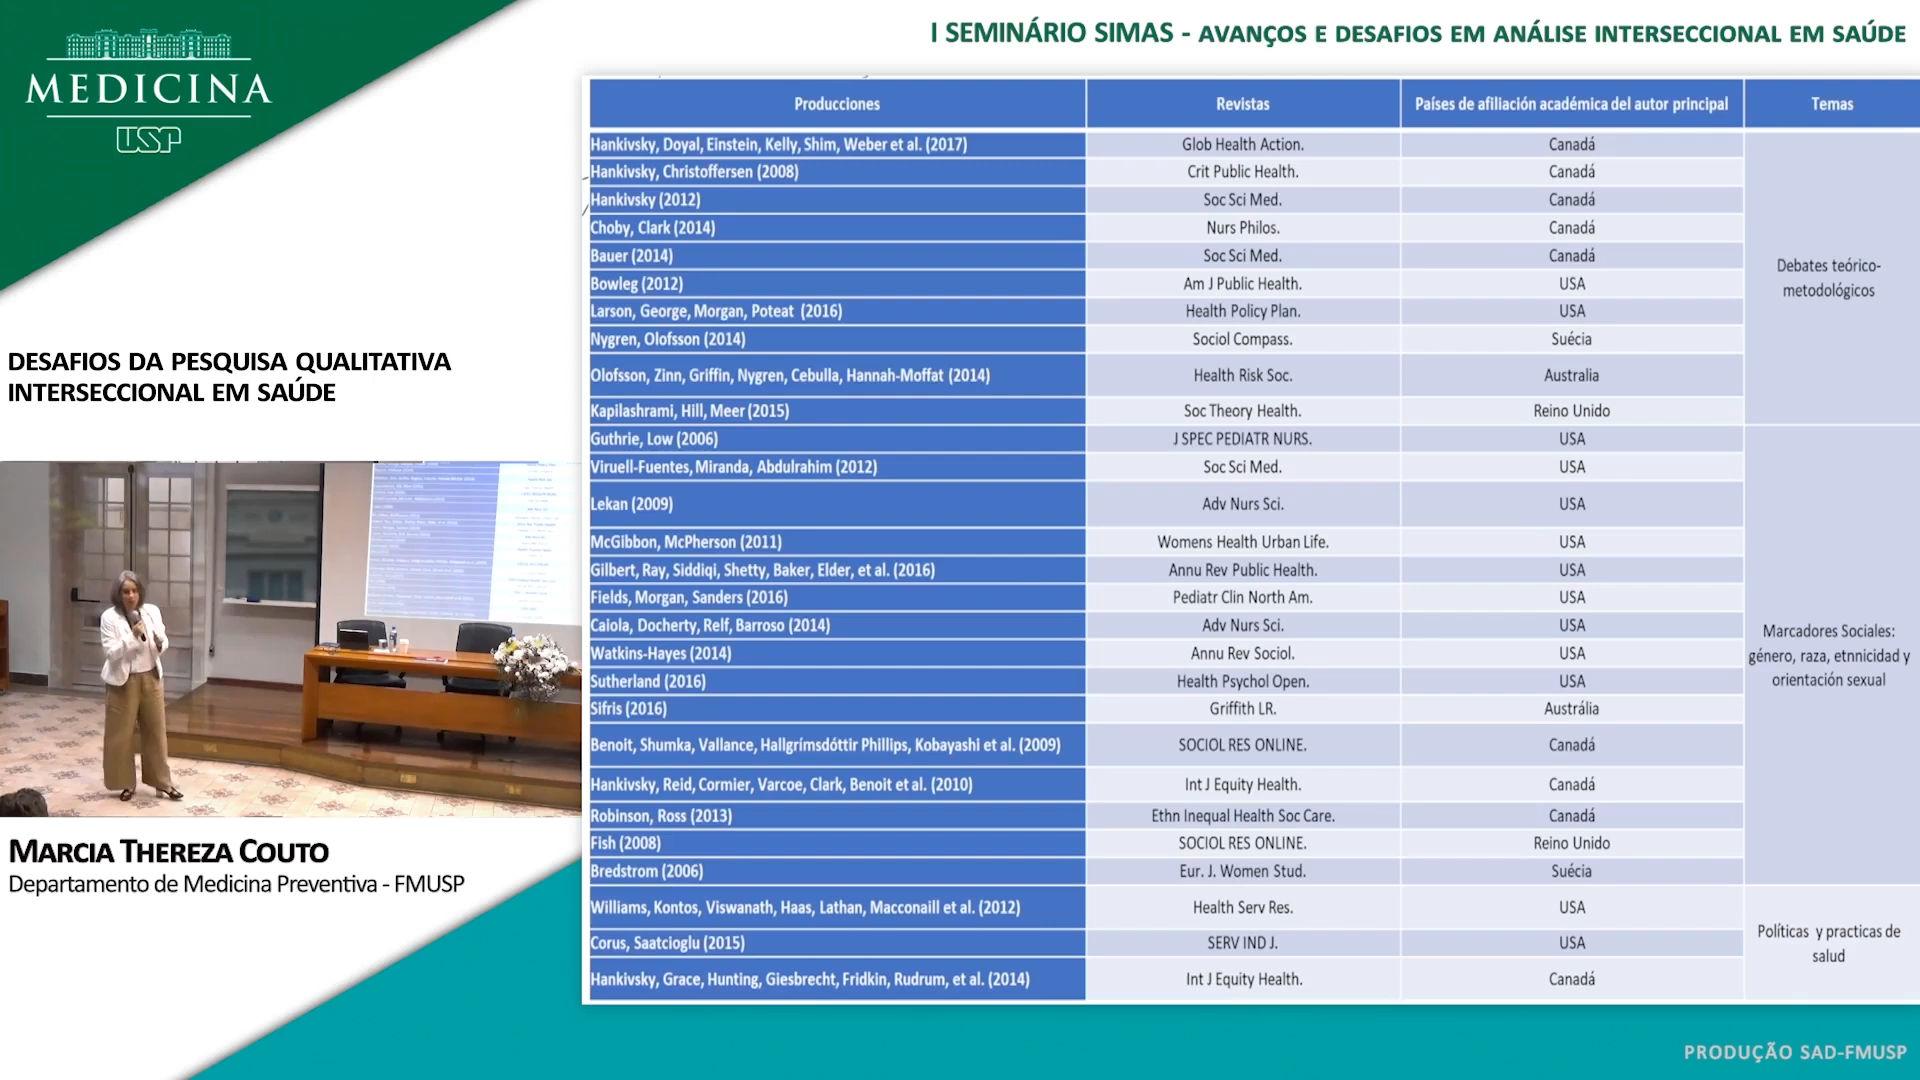 MEDICINA
USP
I SEMINÁRIO SIMAS - AVANÇOS E DESAFIOS EM ANÁLISE INTERSECCIONAL EM SAÚDE
DESAFIOS DA PESQUISA QUALITATIVA
INTERSECCIONAL EM SAÚDE
MARCIA THEREZA COUTO
Departamento de Medicina Preventiva - FMUSP
Producciones Revistas Países de afiliación académica del autor principal Temas
Hankivsky, Doyal, Einstein, Kelly, Shim, Weber et al. (2017) Glob Health Action. Canadá
Hankivsky, Christoffersen (2008) Crit Public Health. Canadá
Hankivsky (2012) Soc Sci Med. Canadá
Choby, Clark (2014) Nurs Philos. Canadá
Bauer (2014) Soc Sci Med. Canadá
Bowleg (2012) Am J Public Health. USA
Larson, George, Morgan, Poteat (2016) Health Policy Plan. USA
Nygren, Olofsson (2014) Sociol Compass. Suécia
Olofsson, Zinn, Griffin, Nygren, Cebulla, Hannah-Moffat (2014) Health Risk Soc. Australia
Kapilashrami, Hill, Meer (2015) Soc Theory Health. Reino Unido
Debates teórico-
metodológicos
Guthrie, Low (2006) J SPEC PEDIATR NURS. USA
Viruell-Fuentes, Miranda, Abdulrahim (2012) Soc Sci Med. USA
Lekan (2009) Adv Nurs Sci. USA
McGibbon, McPherson (2011) Womens Health Urban Life. USA
Gilbert, Ray, Siddiqi, Shetty, Baker, Elder, et al. (2016) Annu Rev Public Health. USA
Fields, Morgan, Sanders (2016) Pediatr Clin North Am. USA
Caiola, Docherty, Relf, Barroso (2014) Adv Nurs Sci. USA
Watkins-Hayes (2014) Annu Rev Sociol. USA
Sutherland (2016) Health Psychol Open. USA
Sifris (2016) Griffith LR. Austrália
Benoit, Shumka, Vallance, Hallgrímsdóttir Phillips, Kobayashi et al. (2009) SOCIOL RES ONLINE. Canadá
Hankivsky, Reid, Cormier, Varcoe, Clark, Benoit et al. (2010) Int J Equity Health. Canadá
Robinson, Ross (2013) Ethn Inequal Health Soc Care. Canadá
Fish (2008) SOCIOL RES ONLINE. Reino Unido
Bredstrom (2006) Eur. J. Women Stud. Suécia
Marcadores Sociales:
género, raza, etnnicidad y
orientación sexual
Williams, Kontos, Viswanath, Haas, Lathan, Macconaill et al. (2012) Health Serv Res. USA
Corus, Saatcioglu (2015) SERV IND J. USA
Hankivsky, Grace, Hunting, Giesbrecht, Fridkin, Rudrum, et al. (2014) Int J Equity Health. Canadá
Políticas y practicas de
salud
PRODUÇÃO SAD-FMUSP